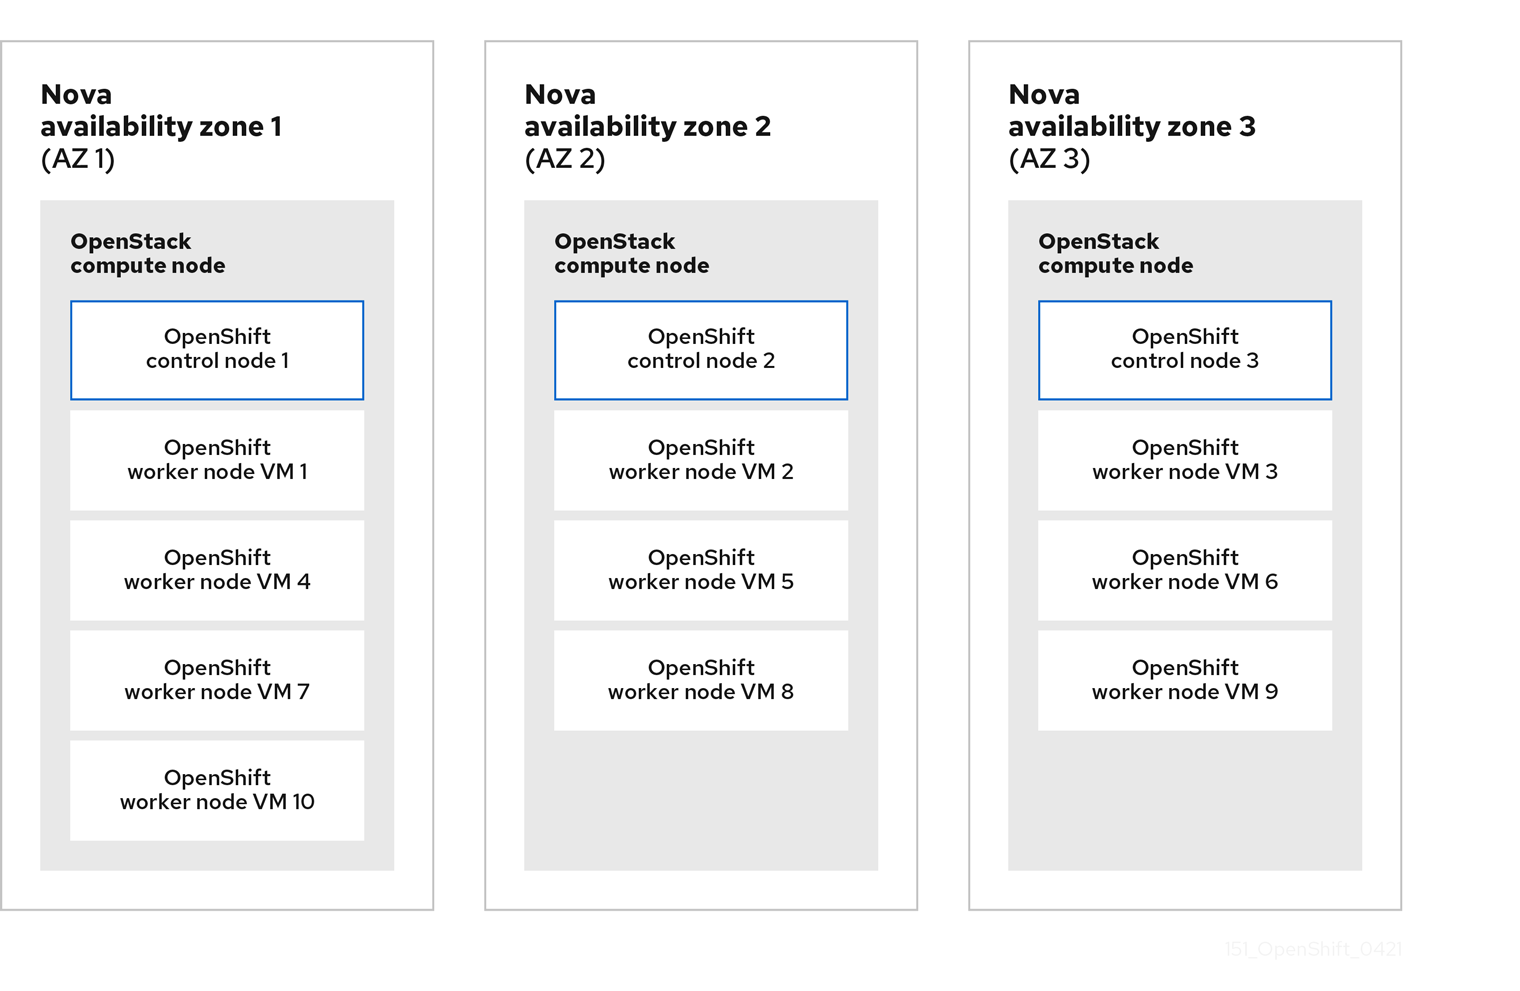 Nova
availability zone 1
(AZ 1)
OpenStack
compute node
OpenShift
control node 1
OpenShift
worker node VM 1
OpenShift
worker node VM 4
OpenShift
worker node VM 7
OpenShift
worker node VM 10
Nova
availability zone 2
(AZ 2)
OpenStack
compute node
OpenShift
control node 2
OpenShift
worker node VM 2
OpenShift
worker node VM 5
OpenShift
worker node VM 8
Nova
availability zone 3
(AZ 3)
OpenStack
compute node
OpenShift
control node 3
OpenShift
worker node VM 3
OpenShift
worker node VM 6
OpenShift
worker node VM 9
151_OpenShift_0421